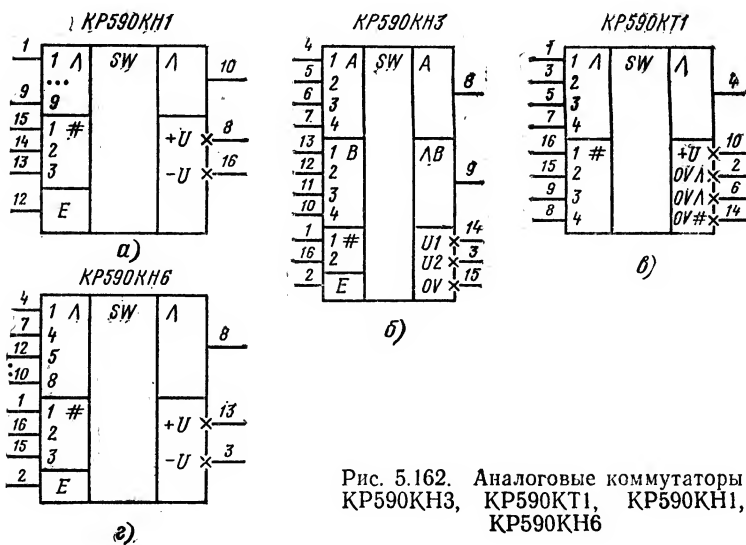 КР590КН1
1
1 Λ SW Λ
10
...
9
9
15
1 # +U
8
14
2
13
3 -U
16
12
E
а)
КР590КН3
4
1 A SW A
5
2
8
6
3
7
4
13
1 B ΛB
12
2
9
11
3
10
4
1
1 # U1
14
16
2 U2
3
2
E 0V
15
б)
КР590КТ1
1
1 Λ SW Λ
3
2
4
5
3
7
4
16
1 # +U
10
15
2 0VΛ
2
9
3 0VΛ
6
8
4 0V#
14
в)
КР590КН6
4
1 Λ SW Λ
7
4
8
12
5
:
10
8
1
1 # +U
13
16
2
15
3 -U
3
2
E
г)
Рис. 5.162. Аналоговые коммутаторы
КР590КН3, КР590КТ1, КР590КН1,
КР590КН6